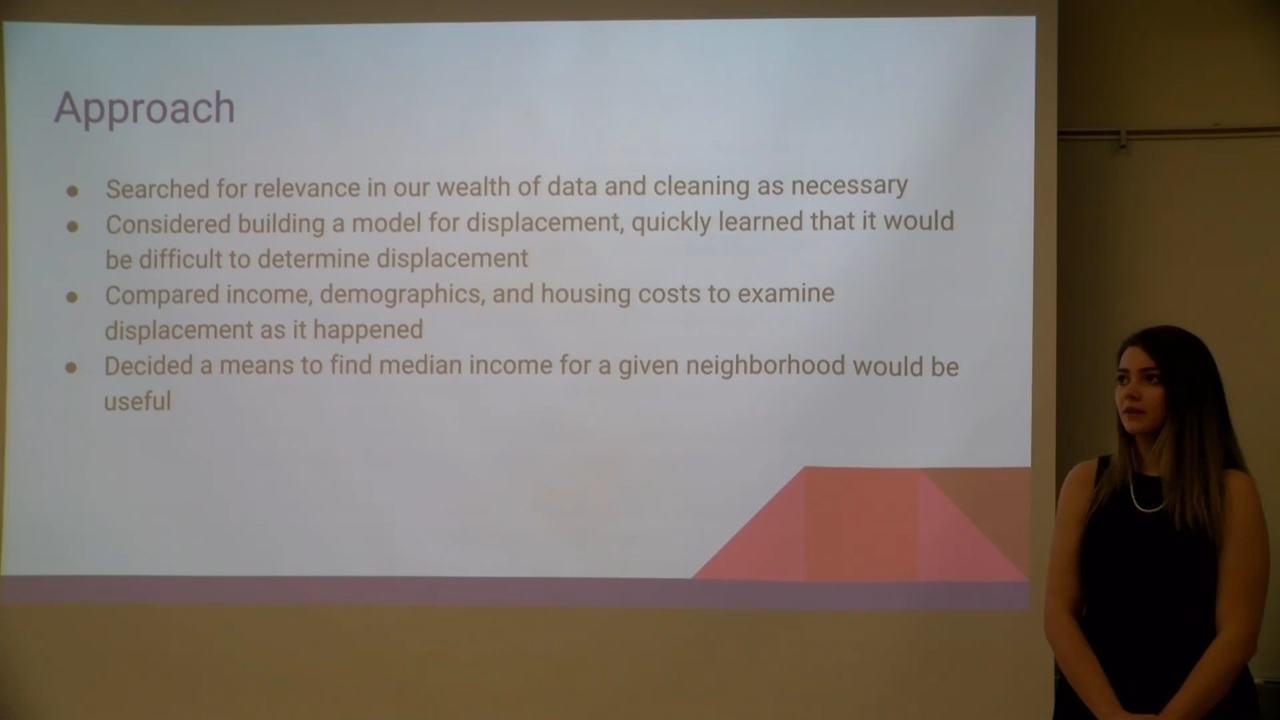 Approach
● Searched for relevance in our wealth of data and cleaning as necessary
● Considered building a model for displacement, quickly learned that it would
be difficult to determine displacement
● Compared income, demographics, and housing costs to examine
displacement as it happened
● Decided a means to find median income for a given neighborhood would be
useful